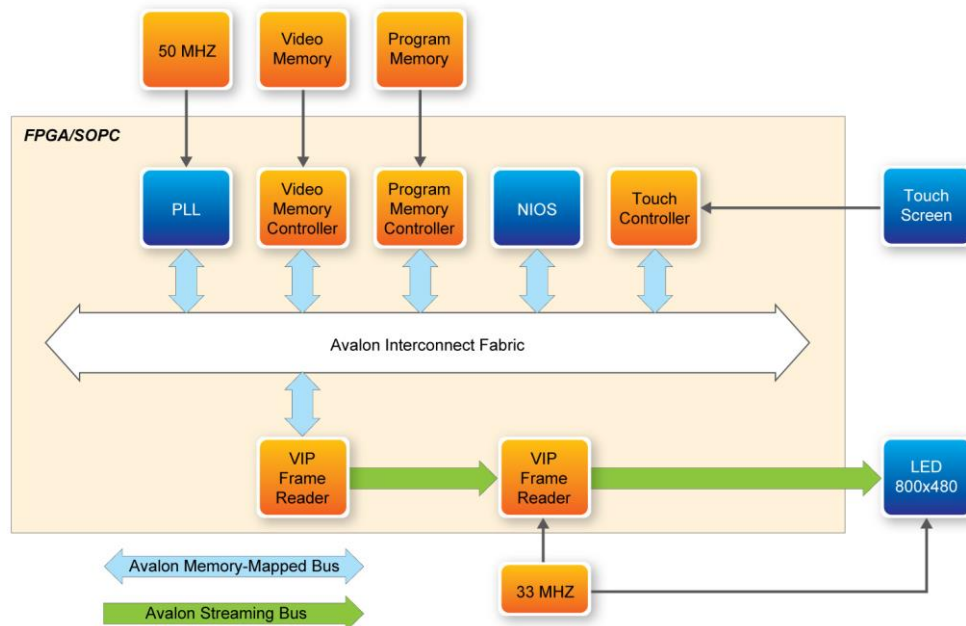 50 MHZ
Video
Memory
Program
Memory
FPGA/SOPC
PLL
Video
Memory
Controller
Program
Memory
Controller
NIOS
Touch
Controller
Touch
Screen
Avalon Interconnect Fabric
VIP
Frame
Reader
VIP
Frame
Reader
LED
800x480
Avalon Memory-Mapped Bus
33 MHZ
Avalon Streaming Bus